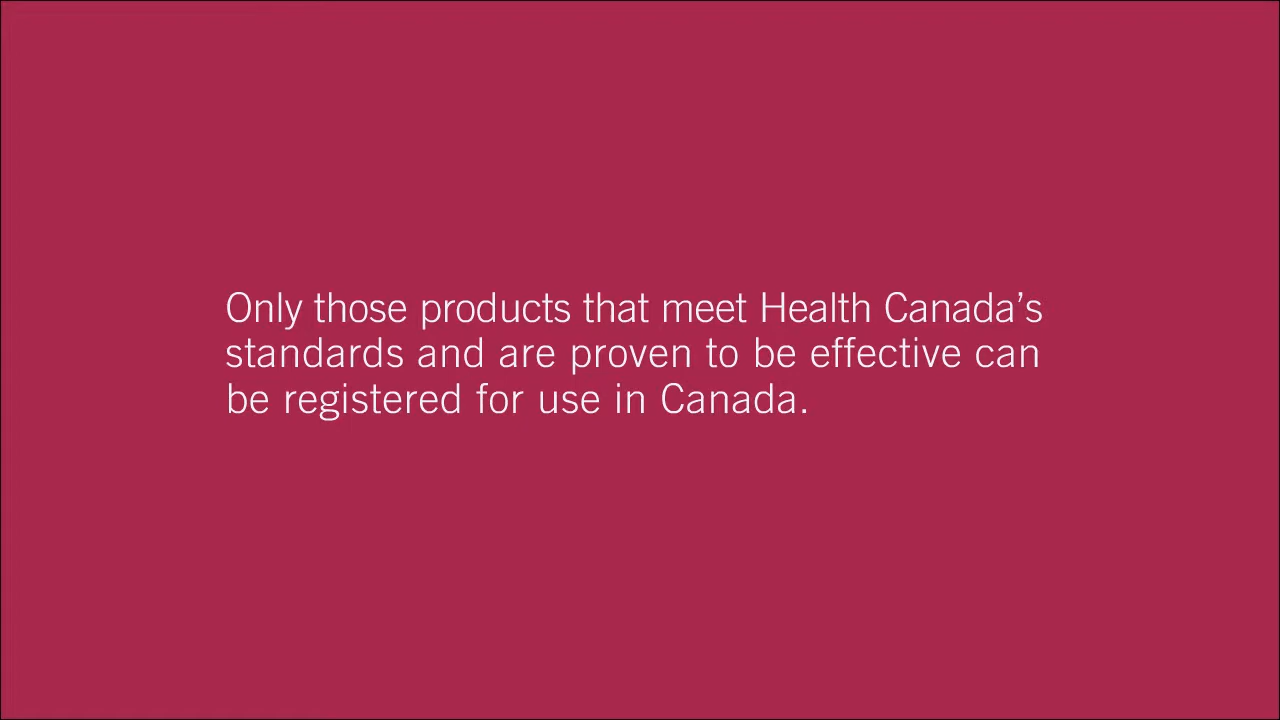 Only those products that meet Health Canada’s
standards and are proven to be effective can
be registered for use in Canada.